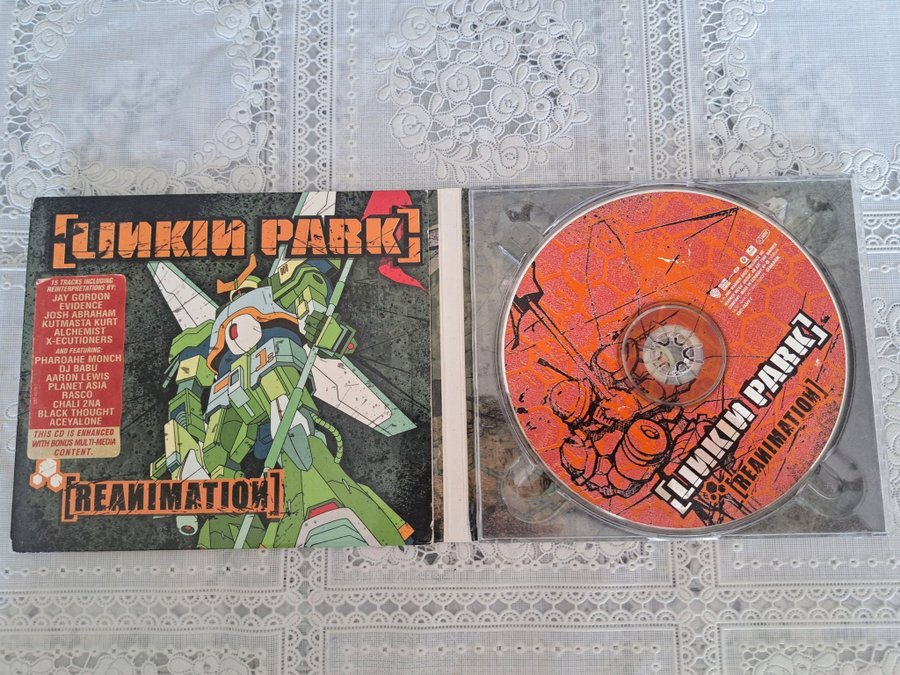 [LINKIN PARK]
15 TRACKS INCLUDING
REINTERPRETATIONS BY:
JAY GORDON
EVIDENCE
JOSH ABRAHAM
KUTMASTA KURT
ALCHEMIST
X-ECUTIONERS
AND FEATURING:
PHAROAHE MONCH
DJ BABU
AARON LEWIS
PLANET ASIA
RASCO
CHALI 2NA
BLACK THOUGHT
ACEYALONE
THIS CD IS ENHANCED
WITH BONUS MULTI-MEDIA
CONTENT.
[REANIMATION]
[LINKIN PARK]
[REANIMATION]